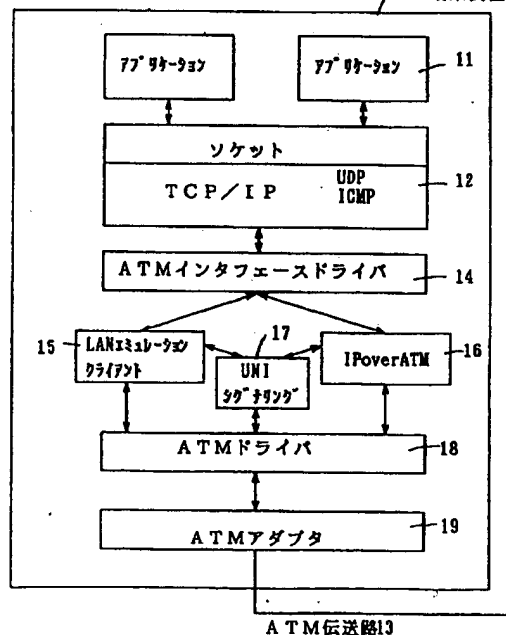 アプリケーション
アプリケーション
11
ソケット
TCP/IP
UDP
ICMP
12
ATMインタフェースドライバ
14
15
LANエミュレーション
クライアント
17
UNI
シグナリング
IPoverATM
16
ATMドライバ
18
ATMアダプタ
19
ATM伝送路13